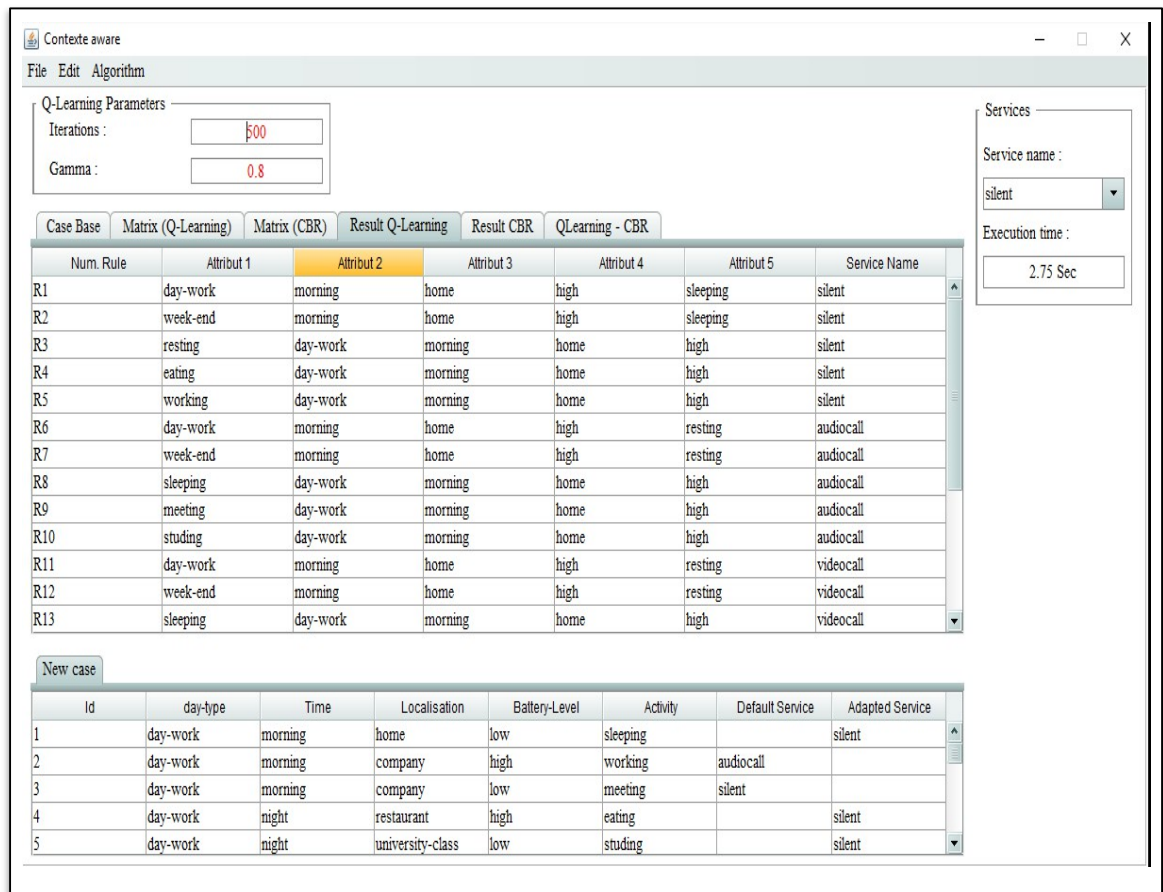 Contexte aware
File Edit Algorithm
Q-Learning Parameters
Iterations : 500
Gamma : 0.8
Services
Service name :
silent
Execution time :
2.75 Sec
Case Base Matrix (Q-Learning) Matrix (CBR) Result Q-Learning Result CBR QLearning - CBR
Num. Rule Attribut 1 Attribut 2 Attribut 3 Attribut 4 Attribut 5 Service Name
R1 day-work morning home high sleeping silent
R2 week-end morning home high sleeping silent
R3 resting day-work morning home high silent
R4 eating day-work morning home high silent
R5 working day-work morning home high silent
R6 day-work morning home high resting audiocall
R7 week-end morning home high resting audiocall
R8 sleeping day-work morning home high audiocall
R9 meeting day-work morning home high audiocall
R10 studing day-work morning home high audiocall
R11 day-work morning home high resting videocall
R12 week-end morning home high resting videocall
R13 sleeping day-work morning home high videocall
New case
Id day-type Time Localisation Battery-Level Activity Default Service Adapted Service
1 day-work morning home low sleeping silent
2 day-work morning company high working audiocall
3 day-work morning company low meeting silent
4 day-work night restaurant high eating silent
5 day-work night university-class low studing silent